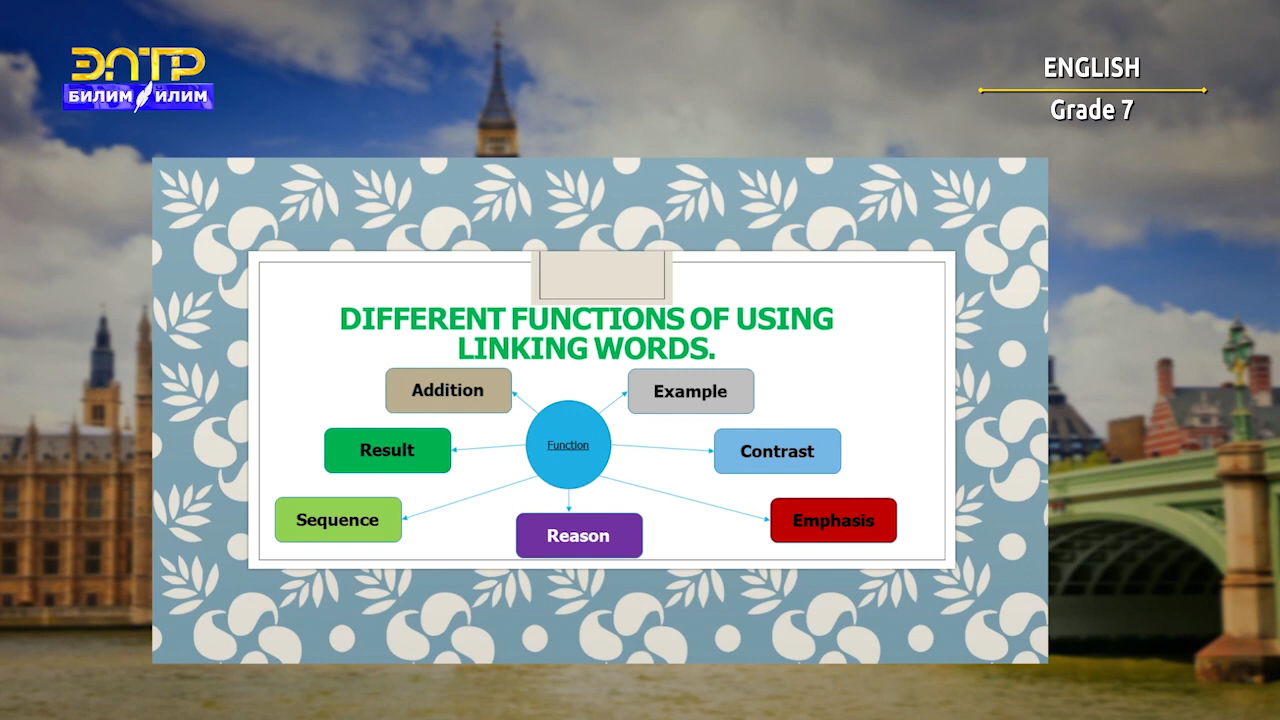 ЭЛТР
БИЛИМ ИЛИМ
ENGLISH
Grade 7
DIFFERENT FUNCTIONS OF USING
LINKING WORDS.
Addition
Example
Function
Result
Contrast
Sequence
Reason
Emphasis